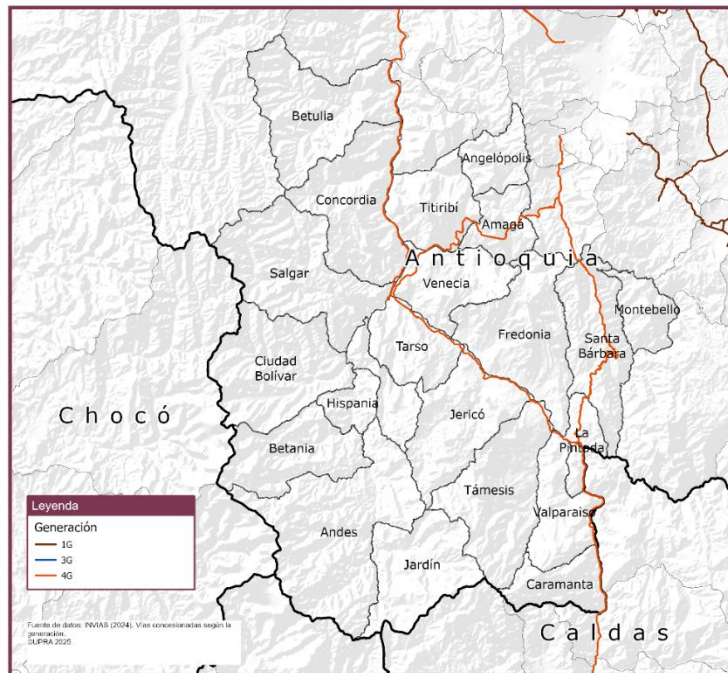 Betulia
Angelópolis
Concordia
Titiribí
Amagá
Antioquia
Salgar
Venecia
Montebello
Fredonia
Santa
Bárbara
Tarso
Ciudad
Bolívar
Hispania
Chocó
Jericó
La
Pintada
Betania
Támesis
Valparaiso
Andes
Jardín
Caramanta
Caldas
Leyenda
Generación
1G
3G
4G
Fuente de datos: INVIAS (2024). Vías concesionadas según la
generación.
SUPRA 2025